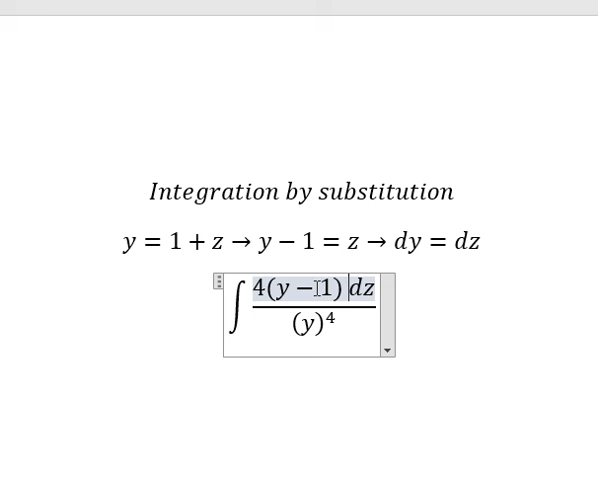 Integration by substitution
y = 1 + z → y − 1 = z → dy = dz
∫ 4(y − 1) dz / (y)⁴